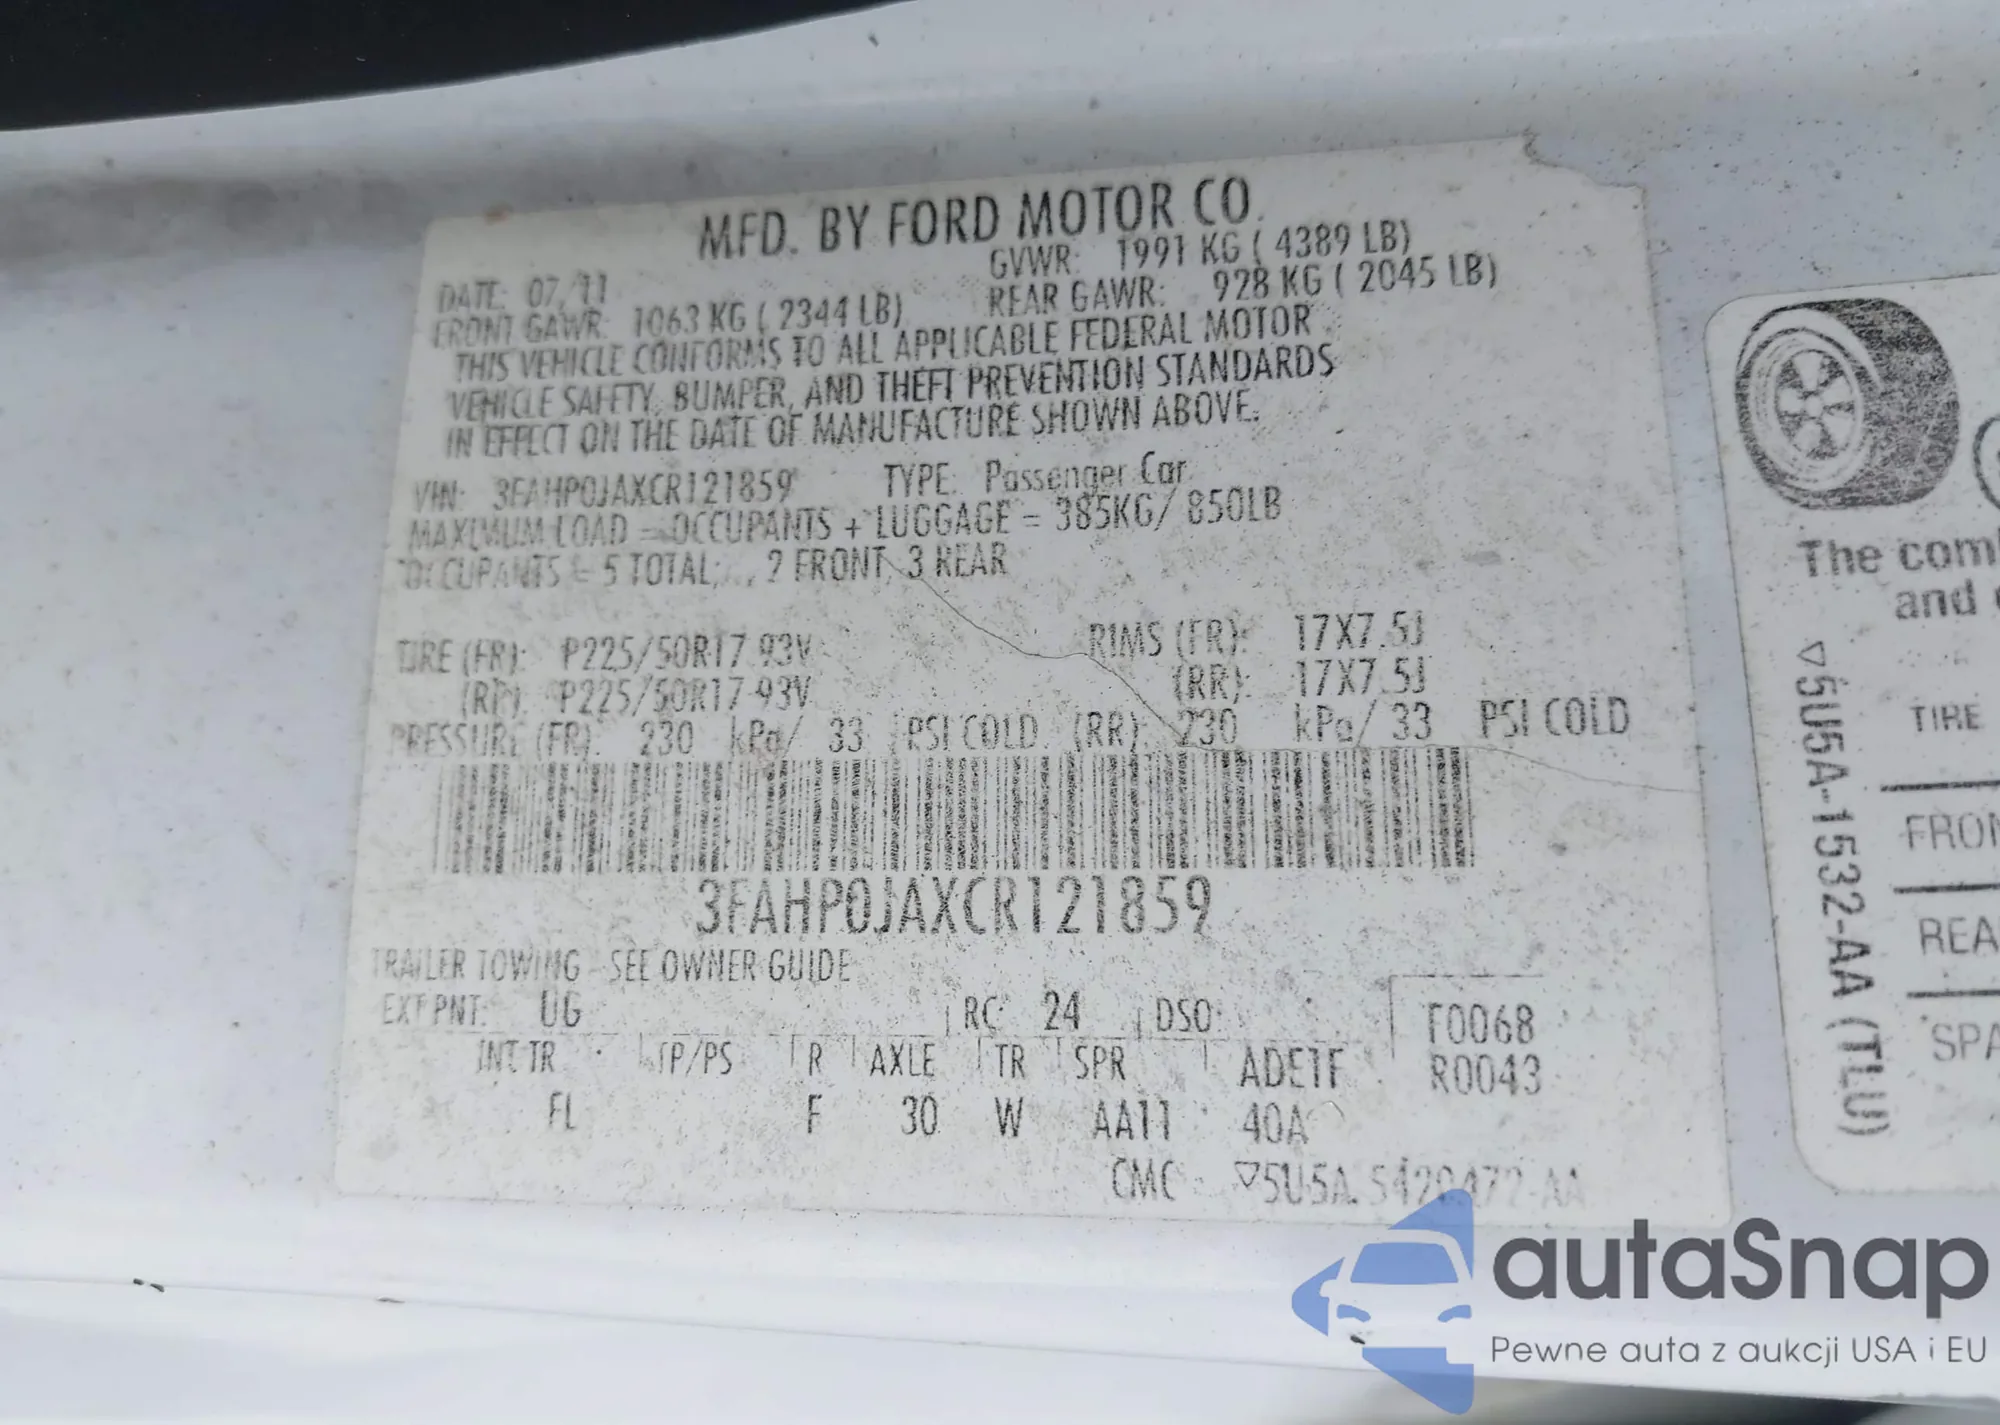 MFD. BY FORD MOTOR CO.
DATE: 07/11 GVWR: 1991 KG ( 4389 LB)
FRONT GAWR: 1063 KG ( 2344 LB) REAR GAWR: 928 KG ( 2045 LB)
THIS VEHICLE CONFORMS TO ALL APPLICABLE FEDERAL MOTOR
VEHICLE SAFETY, BUMPER, AND THEFT PREVENTION STANDARDS
IN EFFECT ON THE DATE OF MANUFACTURE SHOWN ABOVE.
VIN: 3FAHP0JAXCR121859 TYPE: Passenger Car
MAXIMUM LOAD = OCCUPANTS + LUGGAGE = 385KG/ 850LB
OCCUPANTS = 5 TOTAL; 2 FRONT, 3 REAR
TIRE (FR): P225/50R17 93V RIMS (FR): 17X7.5J
(RR): P225/50R17 93V (RR): 17X7.5J
PRESSURE (FR): 230 kPa/ 33 PSI COLD (RR): 230 kPa/ 33 PSI COLD
3FAHP0JAXCR121859
TRAILER TOWING - SEE OWNER GUIDE
EXT PNT: UG RC: 24 DSO: F0068
INT TR TP/PS R AXLE TR SPR ADETF R0043
FL F 30 W AA11 40A
CMC ▽5U5A-5420472-AA
The com
and
▽5U5A-1532-AA (TLU)
TIRE
FRON
REA
SPA
autaSnap
Pewne auta z aukcji USA i EU